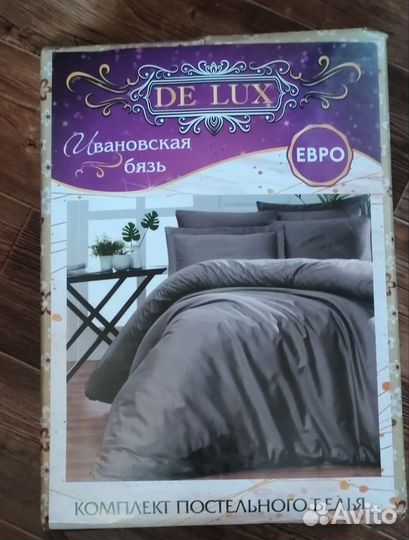 DE LUX
Ивановская
бязь
ЕВРО
КОМПЛЕКТ ПОСТЕЛЬНОГО БЕЛЬЯ
Avito